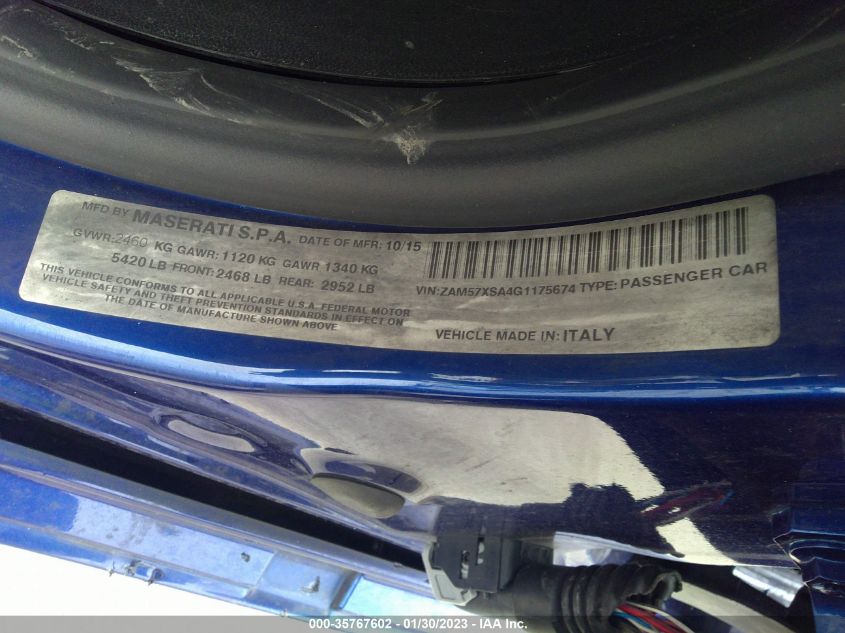 MFD BY MASERATI S.P.A. DATE OF MFR: 10/15
GVWR: 2460 KG GAWR: 1120 KG GAWR 1340 KG
5420 LB FRONT: 2468 LB REAR: 2952 LB
THIS VEHICLE CONFORMS TO ALL APPLICABLE U.S.A. FEDERAL MOTOR
VEHICLE SAFETY AND THEFT PREVENTION STANDARDS IN EFFECT ON
THE DATE OF MANUFACTURE SHOWN ABOVE
VIN: ZAM57XSA4G1175674 TYPE: PASSENGER CAR
VEHICLE MADE IN: ITALY
000-35767602 - 01/30/2023 - IAA Inc.